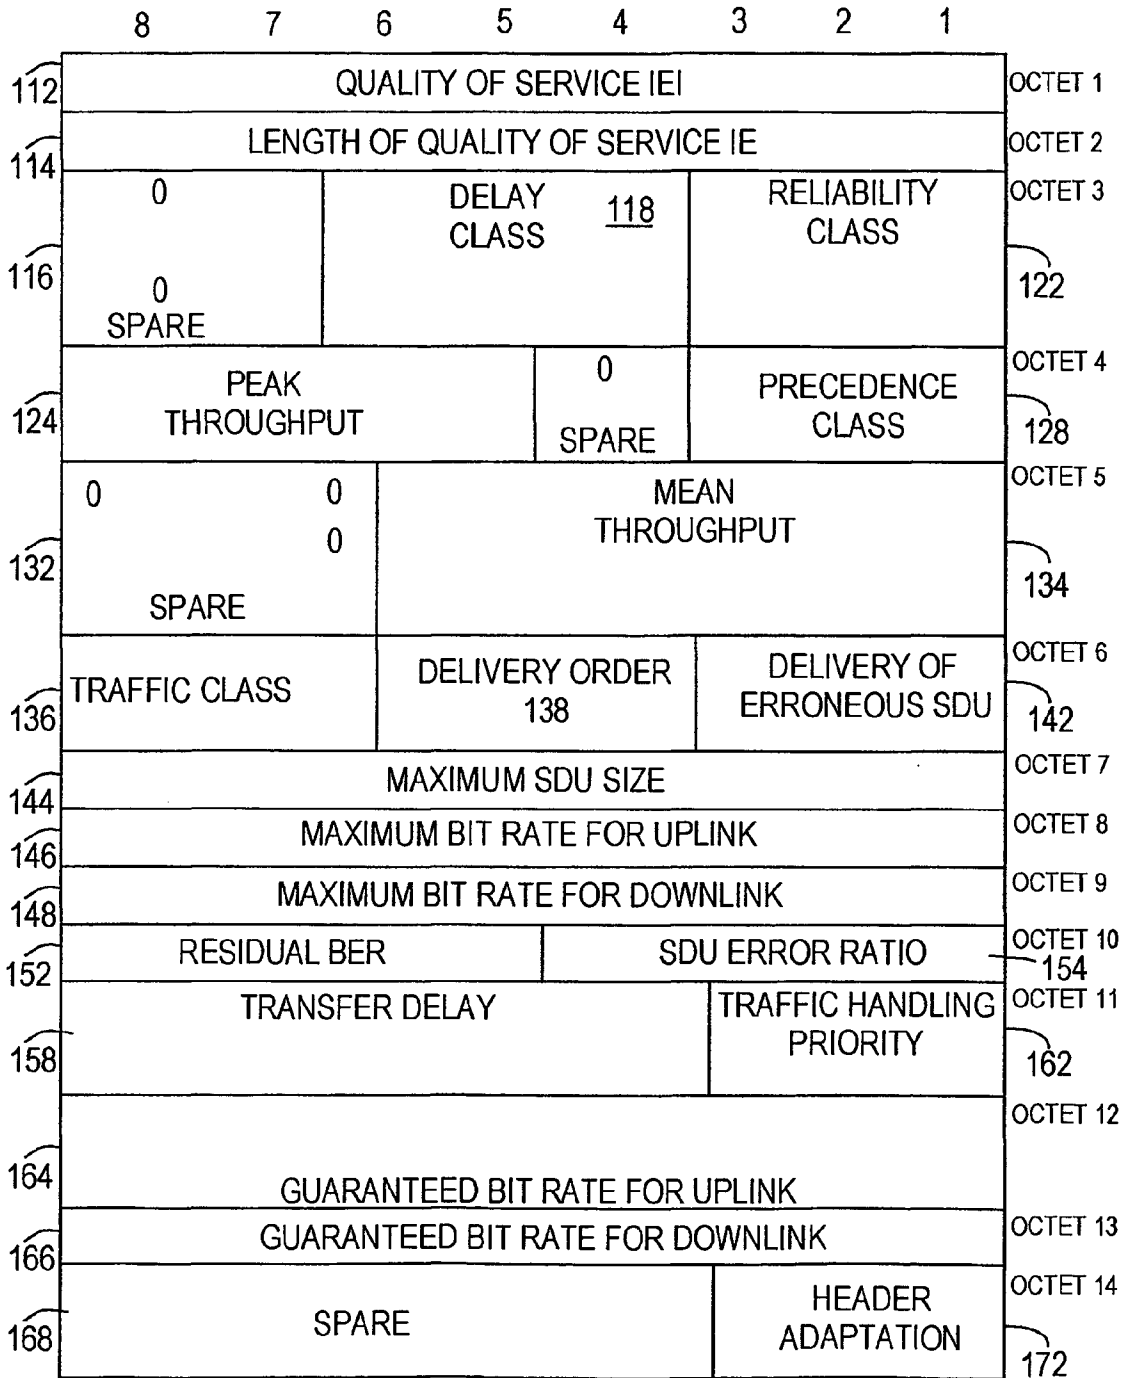 8 7 6 5 4 3 2 1
112 QUALITY OF SERVICE IEI OCTET 1
114 LENGTH OF QUALITY OF SERVICE IE OCTET 2
0 DELAY 118 RELIABILITY OCTET 3
CLASS CLASS
116 0 122
SPARE
PEAK 0 PRECEDENCE OCTET 4
124 THROUGHPUT SPARE CLASS 128
0 0 MEAN OCTET 5
0 THROUGHPUT
132 134
SPARE
TRAFFIC CLASS DELIVERY ORDER DELIVERY OF OCTET 6
136 138 ERRONEOUS SDU 142
144 MAXIMUM SDU SIZE OCTET 7
146 MAXIMUM BIT RATE FOR UPLINK OCTET 8
148 MAXIMUM BIT RATE FOR DOWNLINK OCTET 9
152 RESIDUAL BER SDU ERROR RATIO OCTET 10
154
TRANSFER DELAY TRAFFIC HANDLING OCTET 11
158 PRIORITY 162
OCTET 12
164 GUARANTEED BIT RATE FOR UPLINK
166 GUARANTEED BIT RATE FOR DOWNLINK OCTET 13
HEADER OCTET 14
168 SPARE ADAPTATION
172